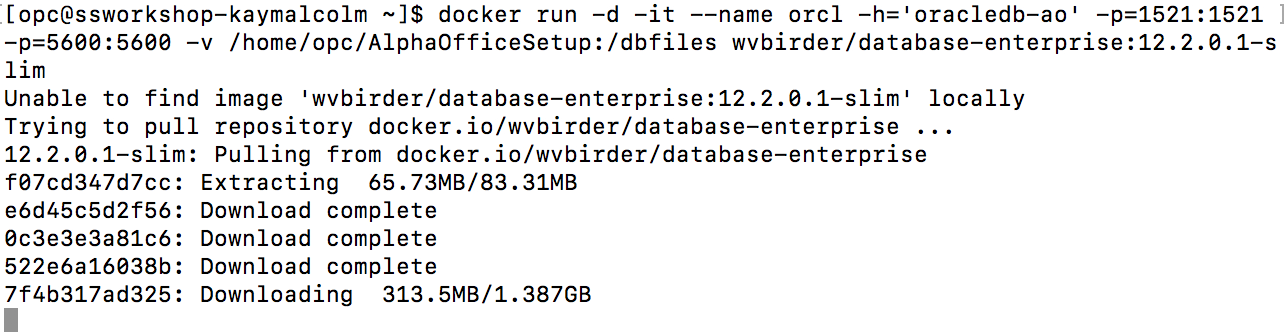 [opc@ssworkshop-kaymalcolm ~]$ docker run -d -it --name orcl -h='oracledb-ao' -p=1521:1521 ]
-p=5600:5600 -v /home/opc/AlphaOfficeSetup:/dbfiles wvbirder/database-enterprise:12.2.0.1-s
lim
Unable to find image 'wvbirder/database-enterprise:12.2.0.1-slim' locally
Trying to pull repository docker.io/wvbirder/database-enterprise ...
12.2.0.1-slim: Pulling from docker.io/wvbirder/database-enterprise
f07cd347d7cc: Extracting  65.73MB/83.31MB
e6d45c5d2f56: Download complete
0c3e3e3a81c6: Download complete
522e6a16038b: Download complete
7f4b317ad325: Downloading  313.5MB/1.387GB